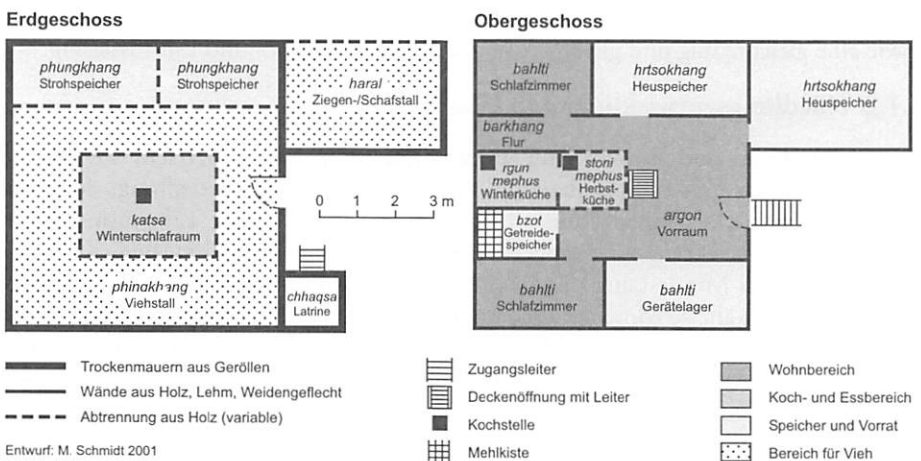 Erdgeschoss
phungkhang
Strohspeicher
phungkhang
Strohspeicher
haral
Ziegen-/Schafstall
katsa
Winterschlafraum
phingkhang
Viehstall
chhaqsa
Latrine
0 1 2 3 m
Obergeschoss
bahlti
Schlafzimmer
hrtsokhang
Heuspeicher
hrtsokhang
Heuspeicher
barkhang
Flur
rgun
mephus
Winterküche
stoni
mephus
Herbst-
küche
bzot
Getreide-
speicher
argon
Vorraum
bahlti
Schlafzimmer
bahlti
Gerätelager
Trockenmauern aus Geröllen
Wände aus Holz, Lehm, Weidengeflecht
Abtrennung aus Holz (variable)
Entwurf: M. Schmidt 2001
Zugangsleiter
Deckenöffnung mit Leiter
Kochstelle
Mehlkiste
Wohnbereich
Koch- und Essbereich
Speicher und Vorrat
Bereich für Vieh